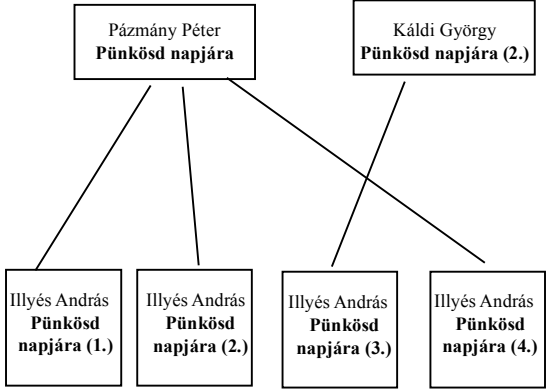 Pázmány Péter
Pünkösd napjára
Káldi György
Pünkösd napjára (2.)
Illyés András
Pünkösd
napjára (1.)
Illyés András
Pünkösd
napjára (2.)
Illyés András
Pünkösd
napjára (3.)
Illyés András
Pünkösd
napjára (4.)